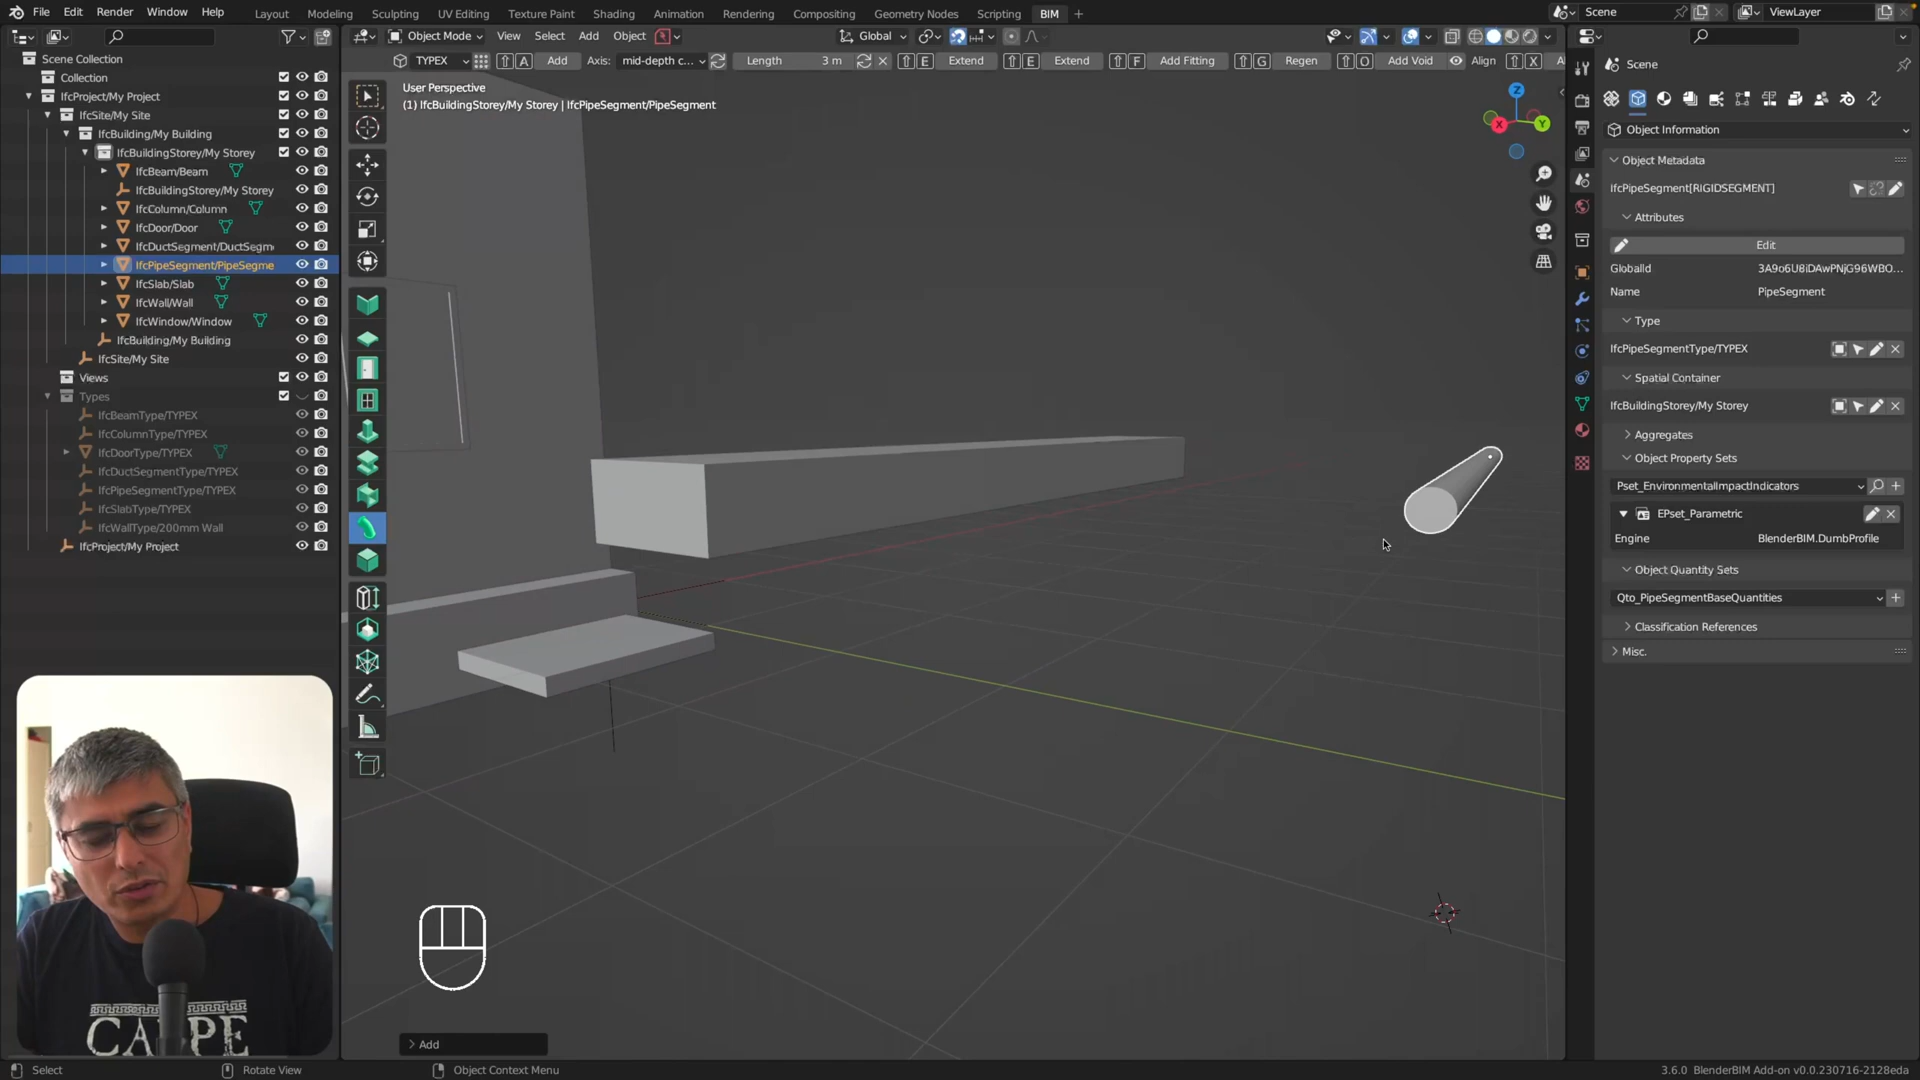 File Edit Render Window Help Layout Modeling Sculpting UV Editing Texture Paint Shading Animation Rendering Compositing Geometry Nodes Scripting BIM + Scene ViewLayer
Object Mode View Select Add Object Global
TYPEX A Add Axis: mid-depth c... Length 3 m E Extend E Extend F Add Fitting G Regen O Add Void Align X Al
Scene Collection
Collection
IfcProject/My Project
IfcSite/My Site
IfcBuilding/My Building
IfcBuildingStorey/My Storey
IfcBeam/Beam
IfcBuildingStorey/My Storey
IfcColumn/Column
IfcDoor/Door
IfcDuctSegment/DuctSegm
IfcPipeSegment/PipeSegme
IfcSlab/Slab
IfcWall/Wall
IfcWindow/Window
IfcBuilding/My Building
IfcSite/My Site
Views
Types
IfcBeamType/TYPEX
IfcColumnType/TYPEX
IfcDoorType/TYPEX
IfcDuctSegmentType/TYPEX
IfcPipeSegmentType/TYPEX
IfcSlabType/TYPEX
IfcWallType/200mm Wall
IfcProject/My Project
User Perspective
(1) IfcBuildingStorey/My Storey | IfcPipeSegment/PipeSegment
Z
X
Y
Scene
Object Information
Object Metadata
IfcPipeSegment[RIGIDSEGMENT]
Attributes
Edit
GlobalId 3A9o6U8iDAwPNjG96WBO...
Name PipeSegment
Type
IfcPipeSegmentType/TYPEX
Spatial Container
IfcBuildingStorey/My Storey
Aggregates
Object Property Sets
Pset_EnvironmentalImpactIndicators
EPset_Parametric
Engine BlenderBIM.DumbProfile
Object Quantity Sets
Qto_PipeSegmentBaseQuantities
Classification References
Misc.
Add
Select Rotate View Object Context Menu 3.6.0 BlenderBIM Add-on v0.0.230716-2128eda